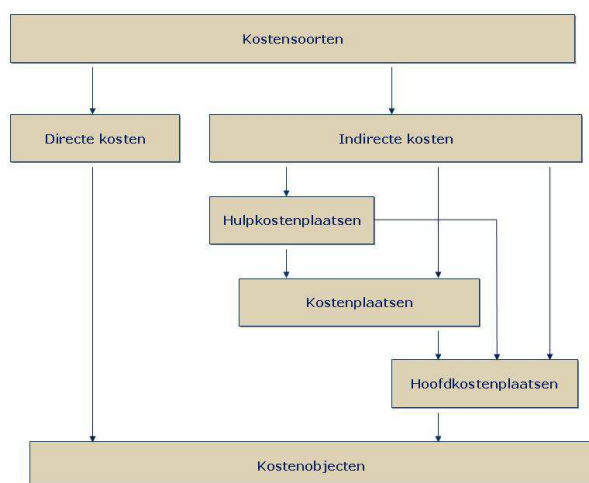 Kostensoorten
Directe kosten
Indirecte kosten
Hulpkostenplaatsen
Kostenplaatsen
Hoofdkostenplaatsen
Kostenobjecten